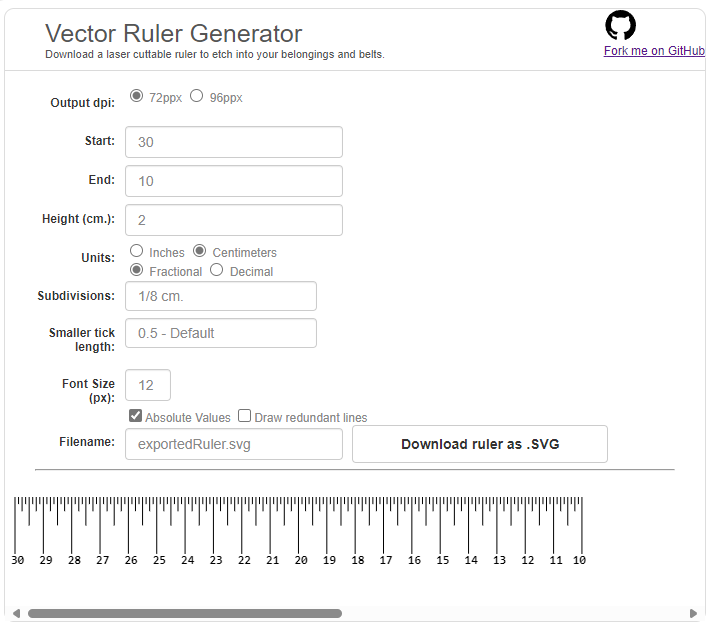 Vector Ruler Generator
Download a laser cuttable ruler to etch into your belongings and belts.
Fork me on GitHub
Output dpi: 72ppx 96ppx
Start: 30
End: 10
Height (cm.): 2
Units: Inches Centimeters
Fractional Decimal
Subdivisions: 1/8 cm.
Smaller tick length: 0.5 - Default
Font Size (px): 12
Absolute Values Draw redundant lines
Filename: exportedRuler.svg Download ruler as .SVG
30 29 28 27 26 25 24 23 22 21 20 19 18 17 16 15 14 13 12 11 10